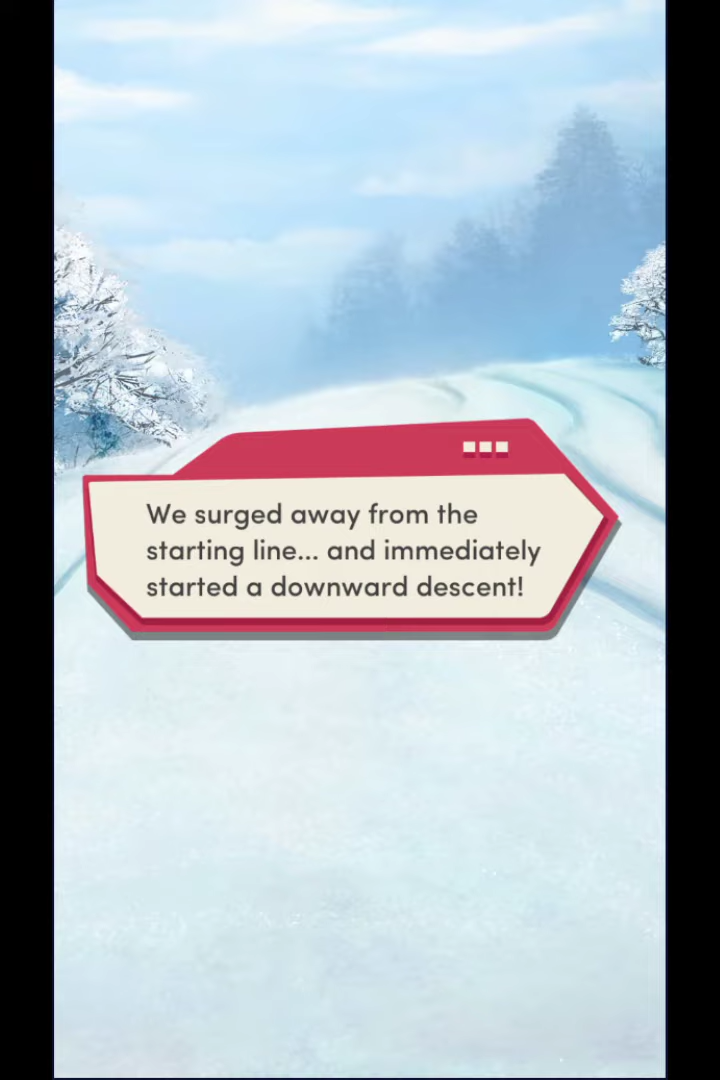 We surged away from the
starting line... and immediately
started a downward descent!